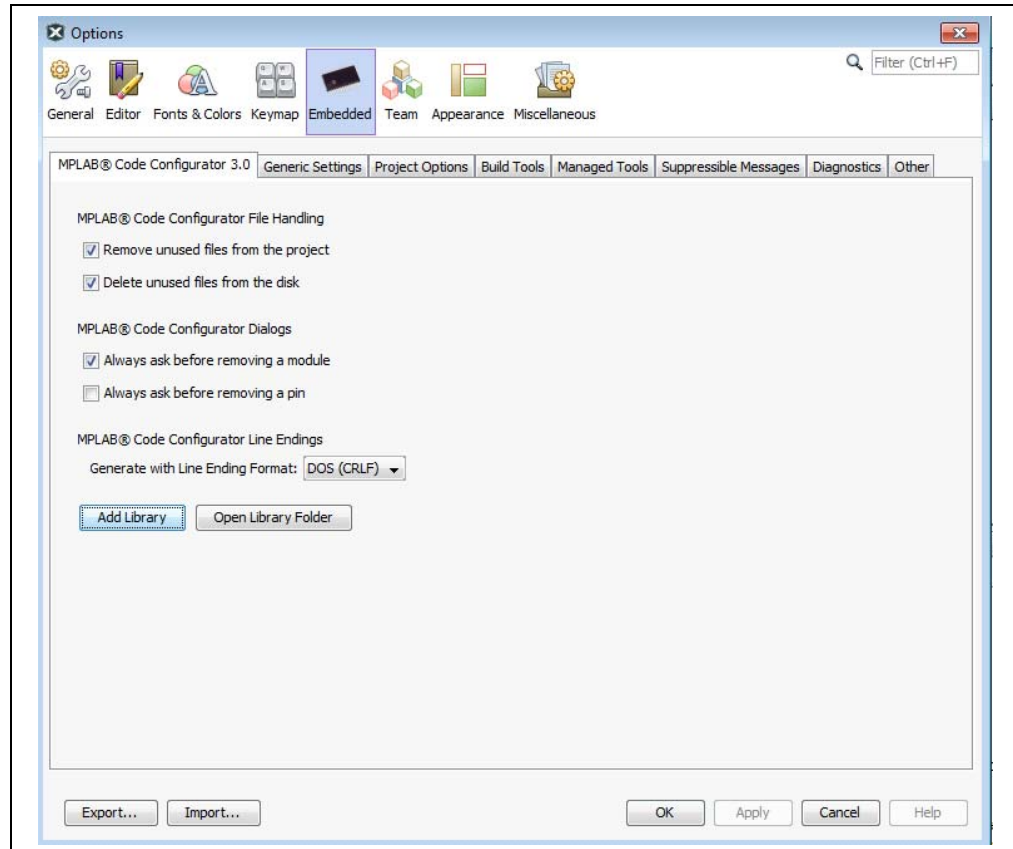 Options
Filter (Ctrl+F)
General Editor Fonts & Colors Keymap Embedded Team Appearance Miscellaneous
MPLAB® Code Configurator 3.0 Generic Settings Project Options Build Tools Managed Tools Suppressible Messages Diagnostics Other
MPLAB® Code Configurator File Handling
Remove unused files from the project
Delete unused files from the disk
MPLAB® Code Configurator Dialogs
Always ask before removing a module
Always ask before removing a pin
MPLAB® Code Configurator Line Endings
Generate with Line Ending Format: DOS (CRLF)
Add Library Open Library Folder
Export... Import... OK Apply Cancel Help